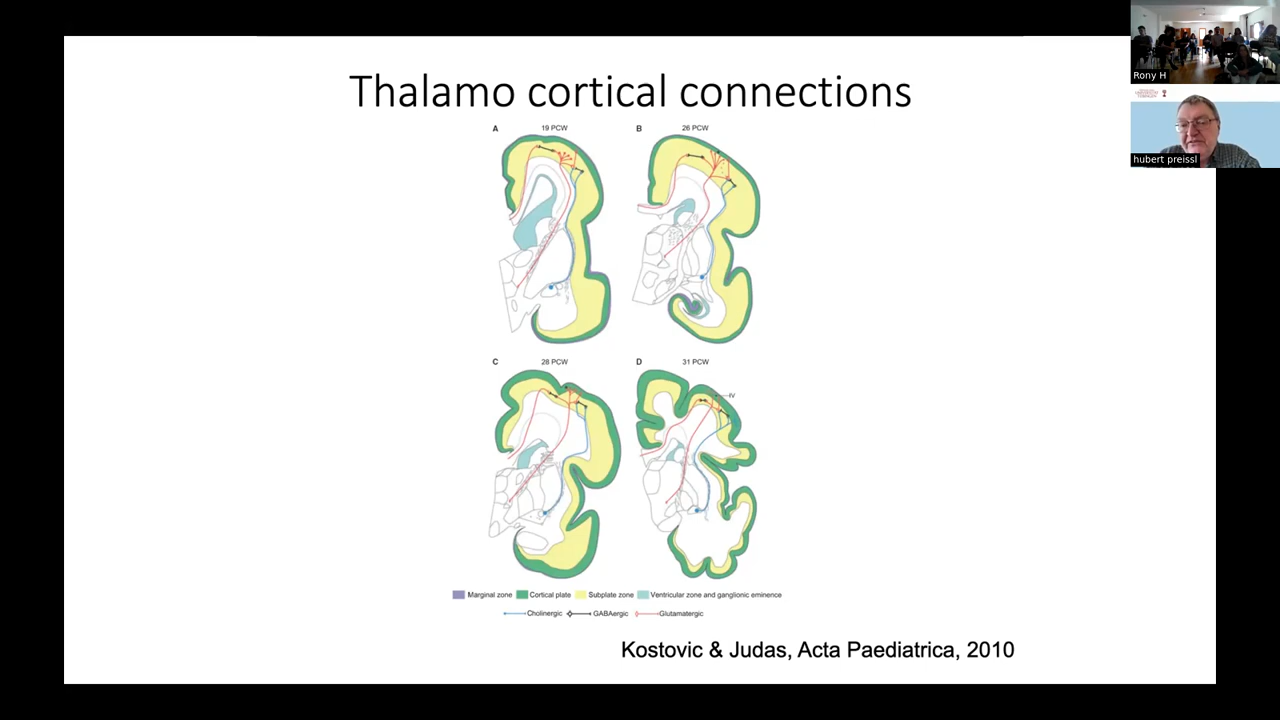 Thalamo cortical connections
A
19 PCW
B
26 PCW
C
28 PCW
D
31 PCW
IV
Marginal zone
Cortical plate
Subplate zone
Ventricular zone and ganglionic eminence
Cholinergic
GABAergic
Glutamatergic
Kostovic & Judas, Acta Paediatrica, 2010
Rony H
hubert preissl